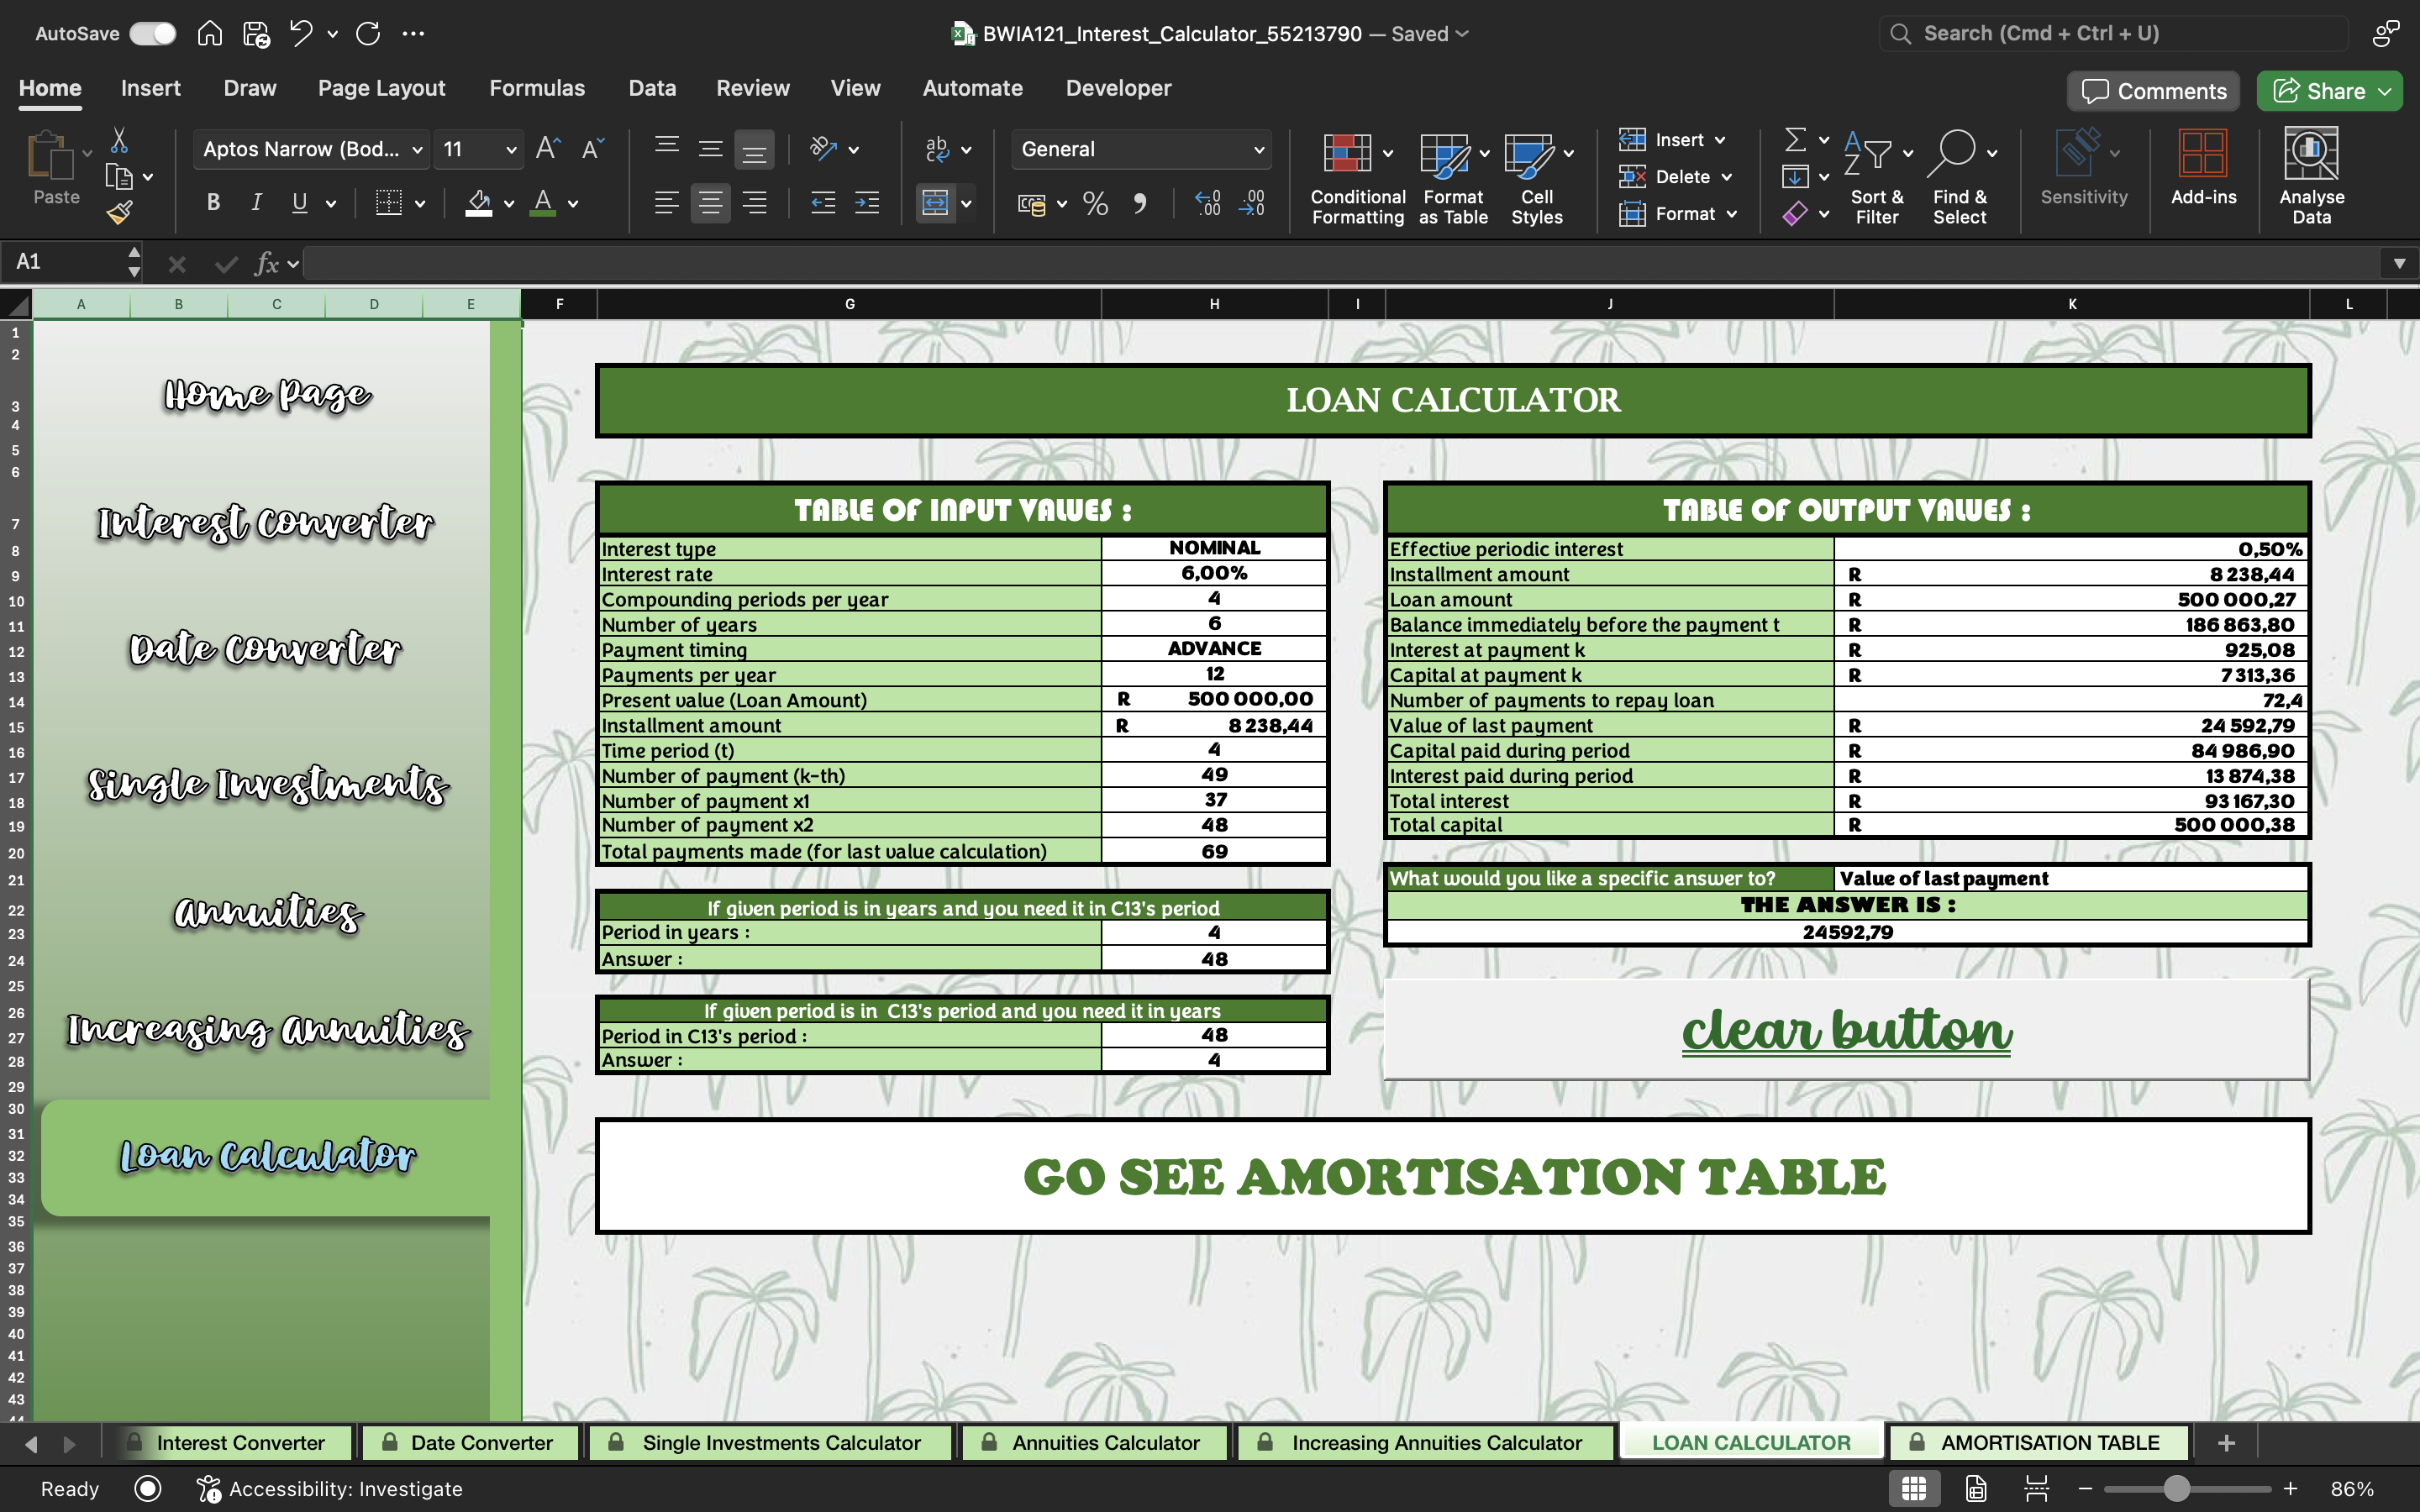 AutoSave
BWIA121_Interest_Calculator_55213790 — Saved
Search (Cmd + Ctrl + U)
Home Insert Draw Page Layout Formulas Data Review View Automate Developer
Comments
Share
Paste
Aptos Narrow (Bod...
11
General
Conditional Formatting
Format as Table
Cell Styles
Insert
Delete
Format
Sort & Filter
Find & Select
Sensitivity
Add-ins
Analyse Data
A1
fx
A B C D E F G H I J K L
Home Page
Interest Converter
Date Converter
Single Investments
Annuities
Increasing Annuities
Loan Calculator
LOAN CALCULATOR
TABLE OF INPUT VALUES :
Interest type NOMINAL
Interest rate 6,00%
Compounding periods per year 4
Number of years 6
Payment timing ADVANCE
Payments per year 12
Present value (Loan Amount) R 500 000,00
Installment amount R 8 238,44
Time period (t) 4
Number of payment (k-th) 49
Number of payment x1 37
Number of payment x2 48
Total payments made (for last value calculation) 69
If given period is in years and you need it in C13's period
Period in years : 4
Answer : 48
If given period is in C13's period and you need it in years
Period in C13's period : 48
Answer : 4
TABLE OF OUTPUT VALUES :
Effective periodic interest 0,50%
Installment amount R 8 238,44
Loan amount R 500 000,27
Balance immediately before the payment t R 186 863,80
Interest at payment k R 925,08
Capital at payment k R 7 313,36
Number of payments to repay loan 72,4
Value of last payment R 24 592,79
Capital paid during period R 84 986,90
Interest paid during period R 13 874,38
Total interest R 93 167,30
Total capital R 500 000,38
What would you like a specific answer to? Value of last payment
THE ANSWER IS :
24592,79
clear button
GO SEE AMORTISATION TABLE
Interest Converter
Date Converter
Single Investments Calculator
Annuities Calculator
Increasing Annuities Calculator
LOAN CALCULATOR
AMORTISATION TABLE
Ready
Accessibility: Investigate
86%